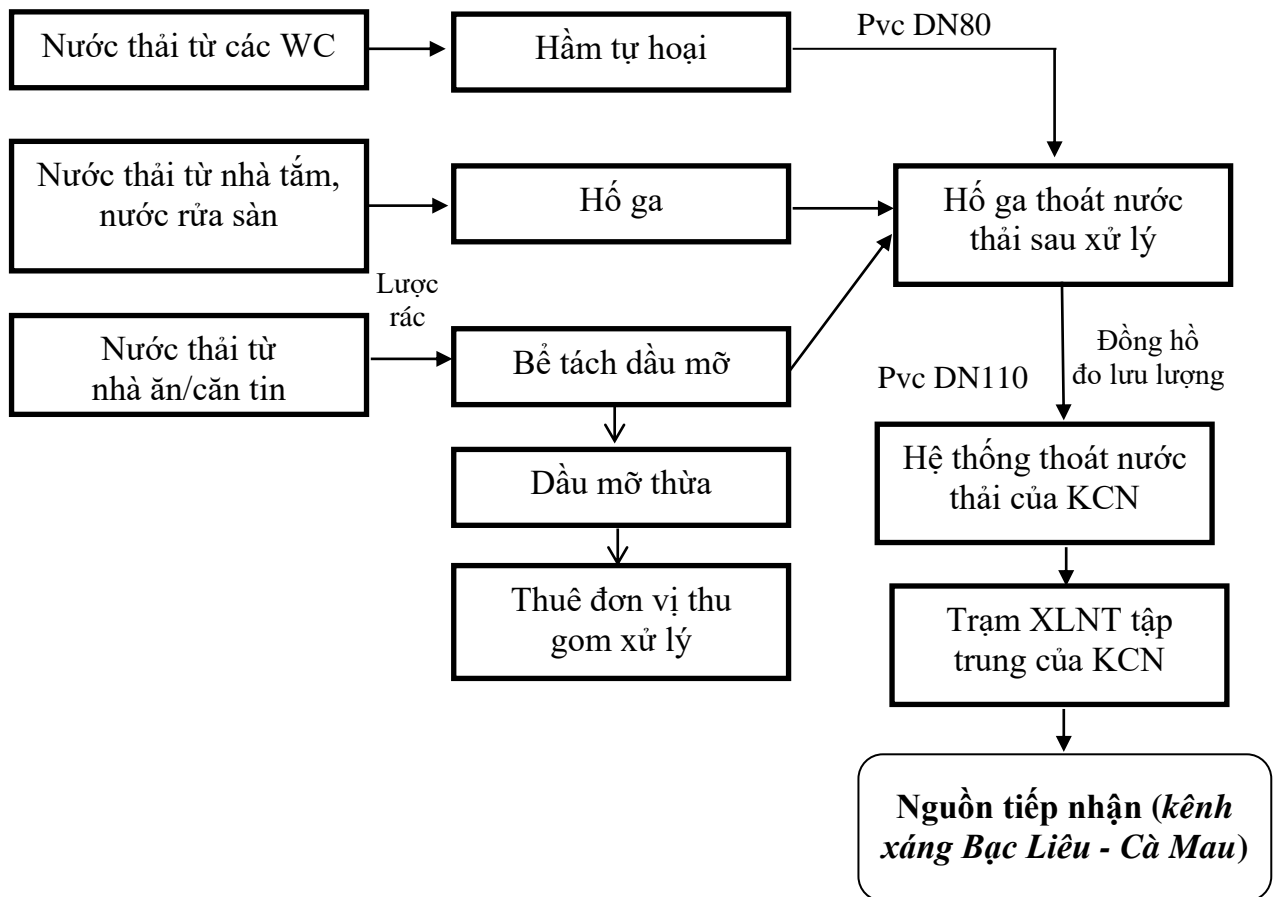 Nước thải từ các WC
Hầm tự hoại
Pvc DN80
Nước thải từ nhà tắm,
nước rửa sàn
Hố ga
Hố ga thoát nước
thải sau xử lý
Lược
rác
Nước thải từ
nhà ăn/căn tin
Bể tách dầu mỡ
Pvc DN110
Đồng hồ
đo lưu lượng
Dầu mỡ thừa
Hệ thống thoát nước
thải của KCN
Thuê đơn vị thu
gom xử lý
Trạm XLNT tập
trung của KCN
Nguồn tiếp nhận (kênh
xáng Bạc Liêu - Cà Mau)